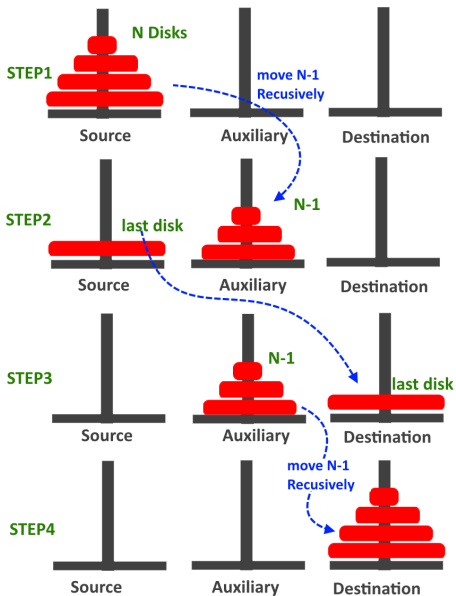 N Disks
STEP1
move N-1
Recusively
Source
Auxiliary
Destination
STEP2
last disk
N-1
Source
Auxiliary
Destination
STEP3
N-1
last disk
Source
Auxiliary
Destination
move N-1
Recusively
STEP4
Source
Auxiliary
Destination